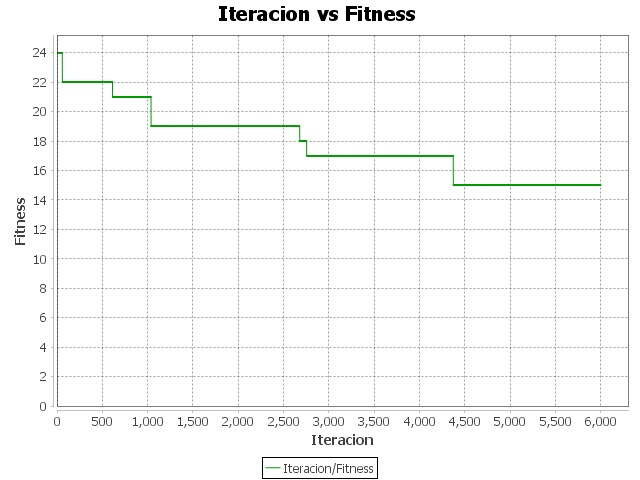 Iteracion vs Fitness
Fitness
24
22
20
18
16
14
12
10
8
6
4
2
0
0 500 1,000 1,500 2,000 2,500 3,000 3,500 4,000 4,500 5,000 5,500 6,000
Iteracion
Iteracion/Fitness